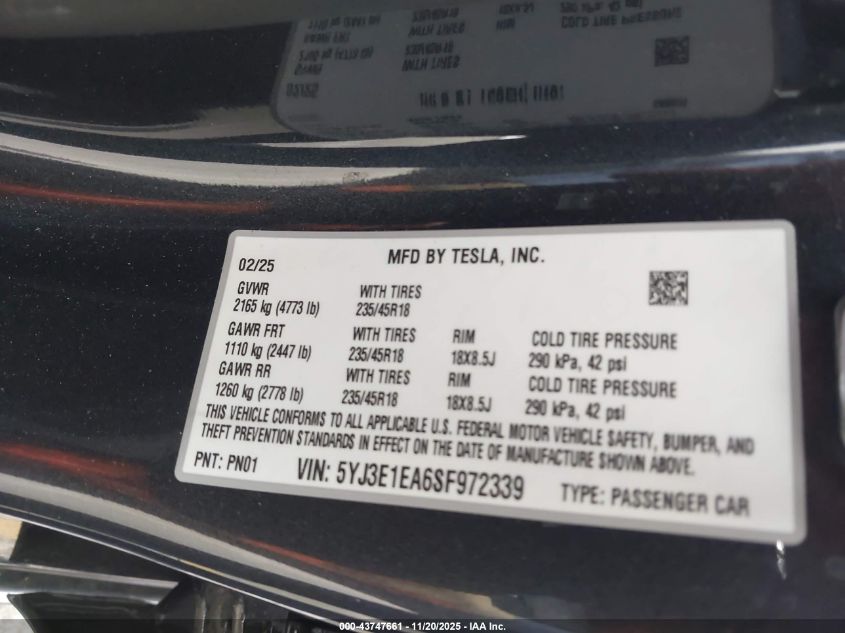 02/25
MFD BY TESLA, INC.
GVWR
2165 kg (4773 lb)
WITH TIRES
235/45R18
GAWR FRT
1110 kg (2447 lb)
WITH TIRES
235/45R18
RIM
18X8.5J
COLD TIRE PRESSURE
290 kPa, 42 psi
GAWR RR
1260 kg (2778 lb)
WITH TIRES
235/45R18
RIM
18X8.5J
COLD TIRE PRESSURE
290 kPa, 42 psi
THIS VEHICLE CONFORMS TO ALL APPLICABLE U.S. FEDERAL MOTOR VEHICLE SAFETY, BUMPER, AND
THEFT PREVENTION STANDARDS IN EFFECT ON THE DATE OF MANUFACTURE SHOWN ABOVE.
PNT: PN01
VIN: 5YJ3E1EA6SF972339
TYPE: PASSENGER CAR
000-43747661 - 11/20/2025 - IAA Inc.